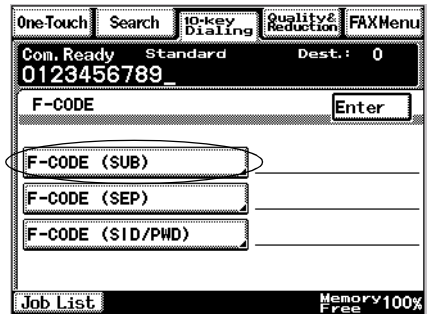 One-Touch Search 10-key Dialing Quality& Reduction FAXMenu
Com. Ready Standard Dest.: 0
0123456789_
F-CODE Enter
F-CODE (SUB)
F-CODE (SEP)
F-CODE (SID/PWD)
Job List Memory Free 100%